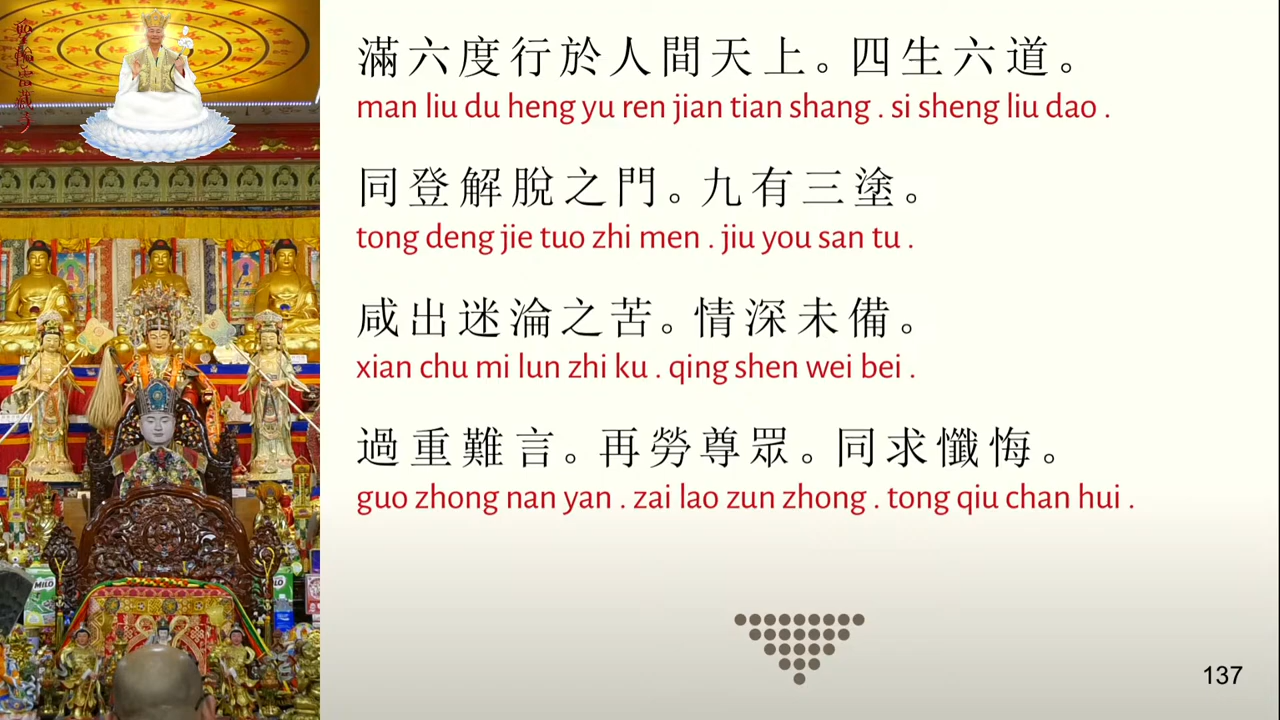 滿六度行於人間天上。四生六道。
man liu du heng yu ren jian tian shang . si sheng liu dao .
同登解脫之門。九有三塗。
tong deng jie tuo zhi men . jiu you san tu .
咸出迷淪之苦。情深未備。
xian chu mi lun zhi ku . qing shen wei bei .
過重難言。再勞尊眾。同求懺悔。
guo zhong nan yan . zai lao zun zhong . tong qiu chan hui .
MILO
137